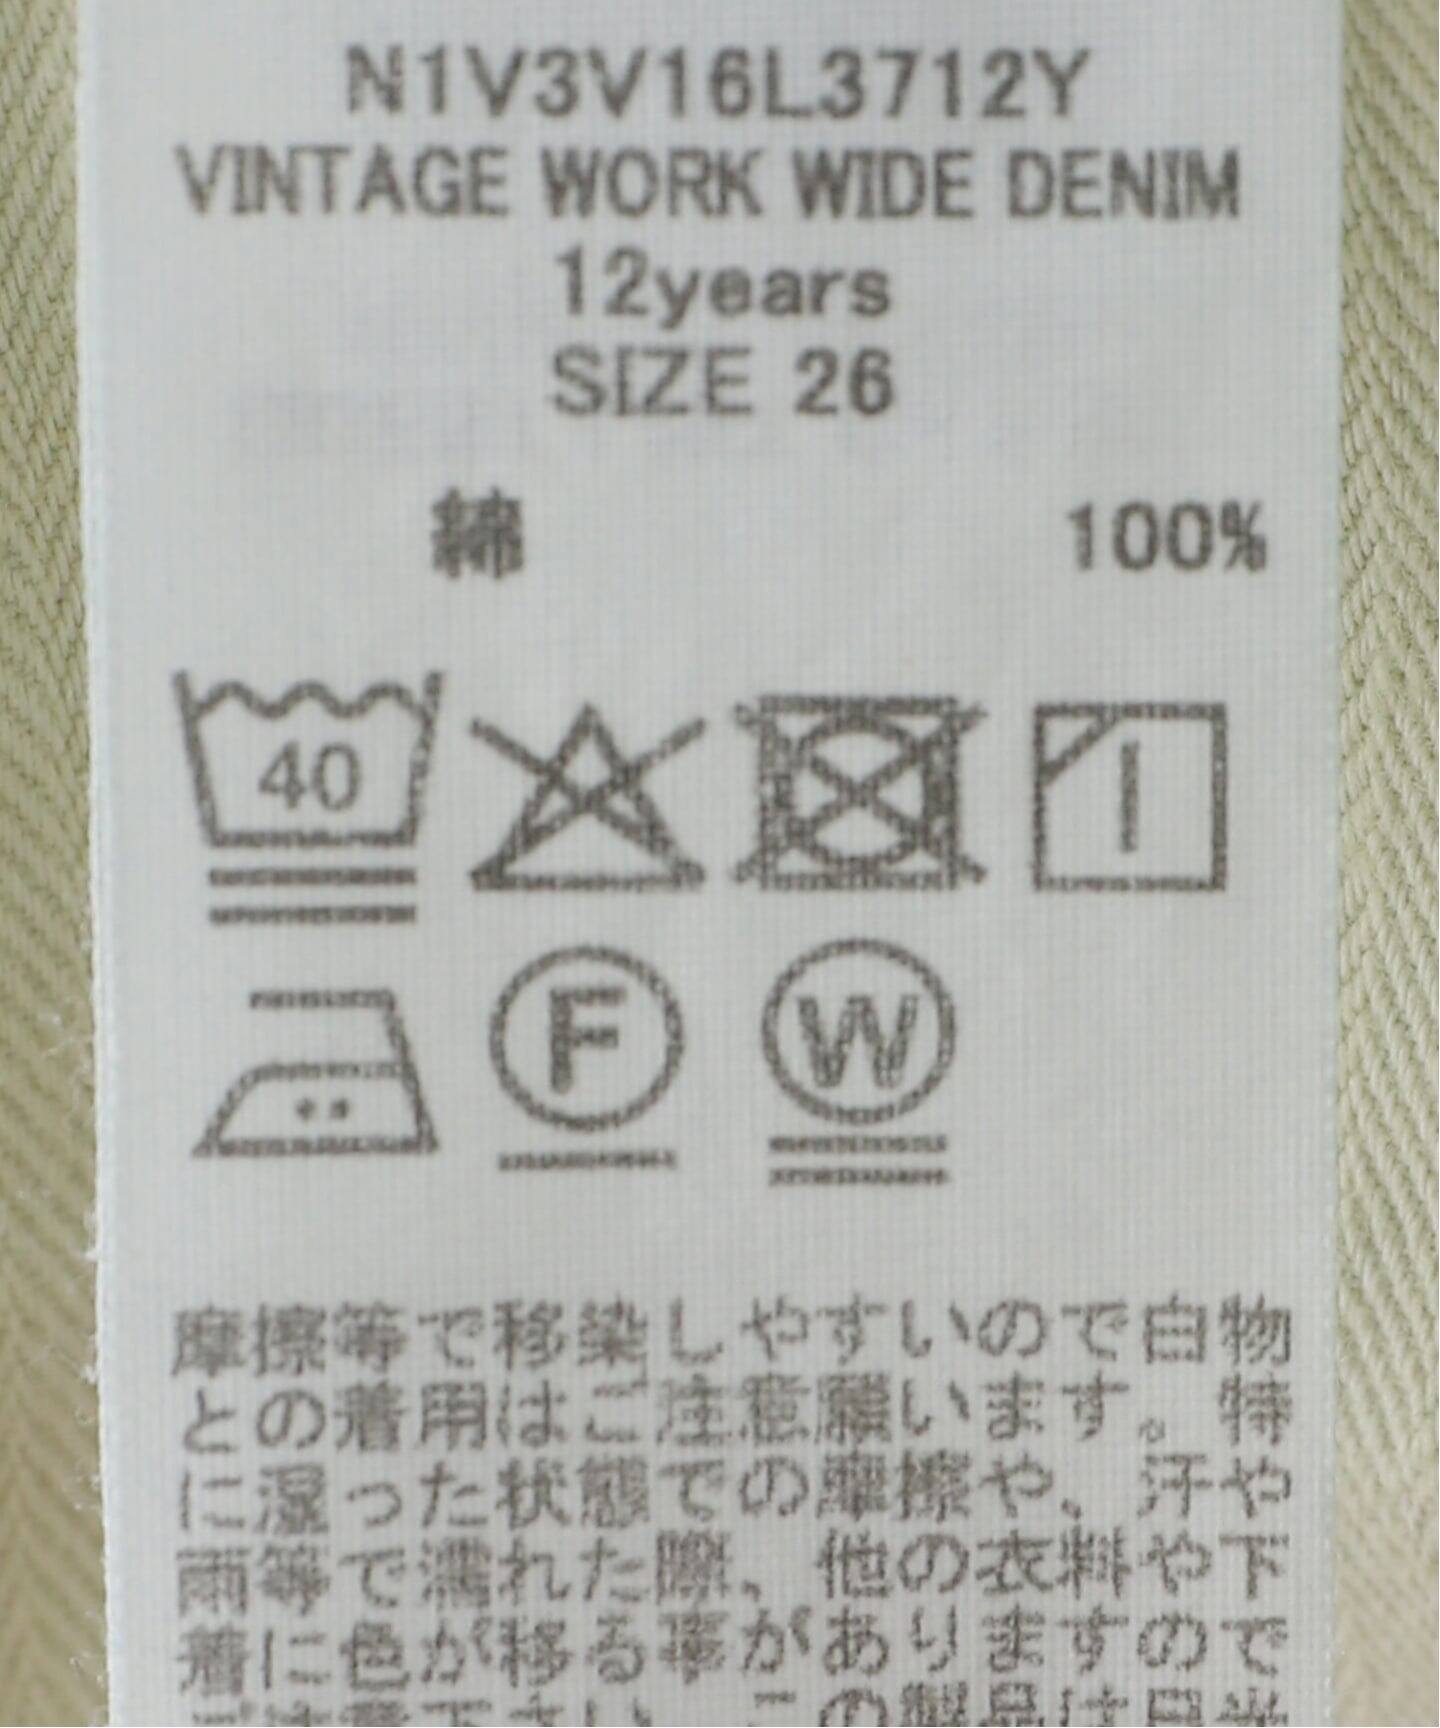 N1V3V16L3712Y
VINTAGE WORK WIDE DENIM
12years
SIZE 26
綿 100%
40
F W
摩擦等で移染しやすいので白物
との着用はご注意願います。特
に湿った状態での摩擦や、汗や
雨等で濡れた際、他の衣料や下
着に色が移る事がありますので